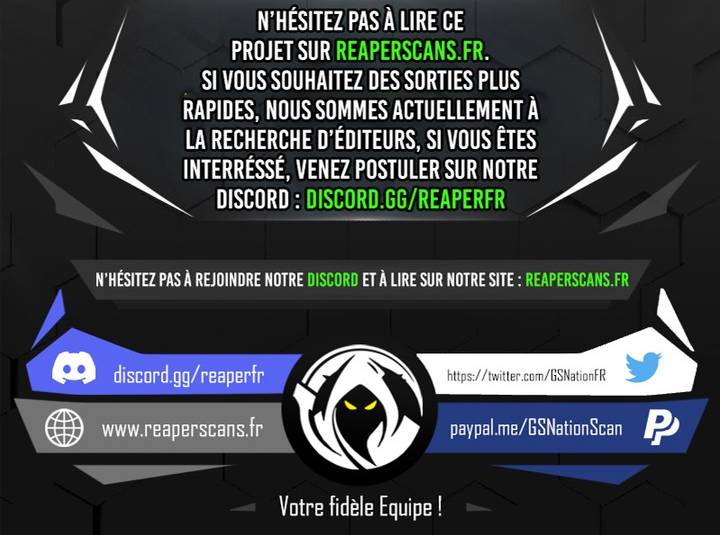 N'HÉSITEZ PAS À LIRE CE
PROJET SUR REAPERSCANS.FR.
SI VOUS SOUHAITEZ DES SORTIES PLUS
RAPIDES, NOUS SOMMES ACTUELLEMENT À
LA RECHERCHE D'ÉDITEURS, SI VOUS ÊTES
INTERRÉSSÉ, VENEZ POSTULER SUR NOTRE
DISCORD : DISCORD.GG/REAPERFR
N'HÉSITEZ PAS À REJOINDRE NOTRE DISCORD ET À LIRE SUR NOTRE SITE : REAPERSCANS.FR
discord.gg/reaperfr
https://twitter.com/GSNationFR
www.reaperscans.fr
paypal.me/GSNationScan
Votre fidèle Equipe !